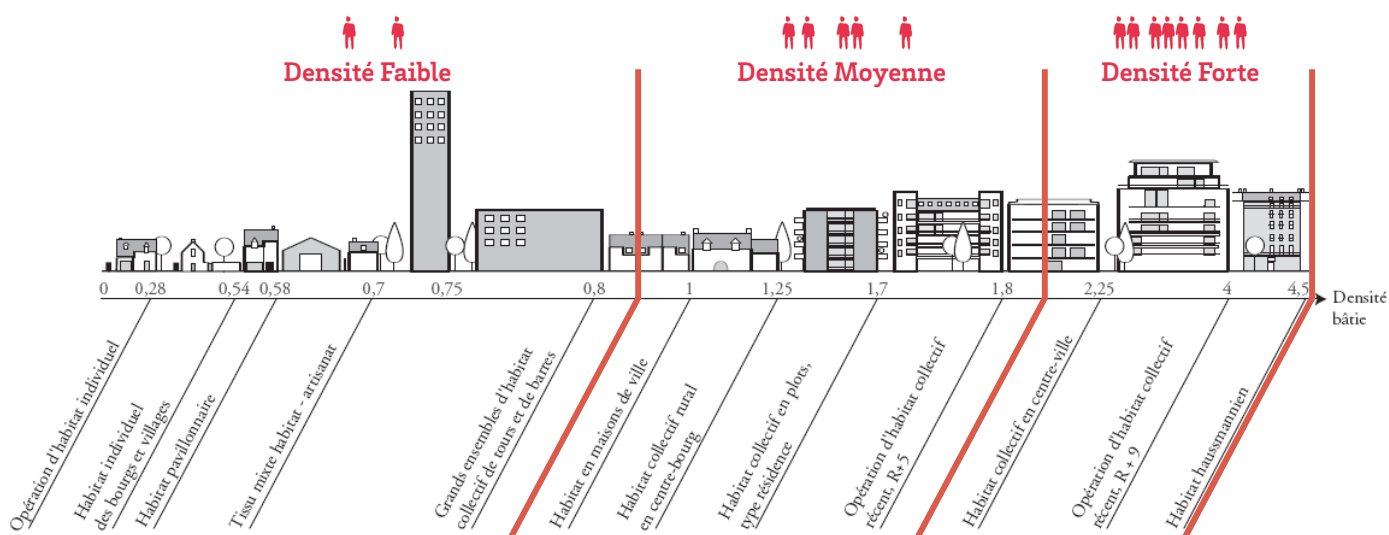 Densité Faible
Densité Moyenne
Densité Forte
0
0,28
0,54
0,58
0,7
0,75
0,8
1
1,25
1,7
1,8
2,25
4
4,5
Densité
bâtie
Opération d'habitat individuel
Habitat individuel
des bourgs et villages
Habitat pavillonnaire
Tissu mixte habitat - artisanat
Grands ensembles d'habitat
collectif de tours et de barres
Habitat en maisons de ville
Habitat collectif rural
en centre-bourg
Habitat collectif en plots,
type résidence
Opération d'habitat collectif
récent, R+5
Habitat collectif en centre-ville
Opération d'habitat collectif
récent, R + 9
Habitat haussmannien